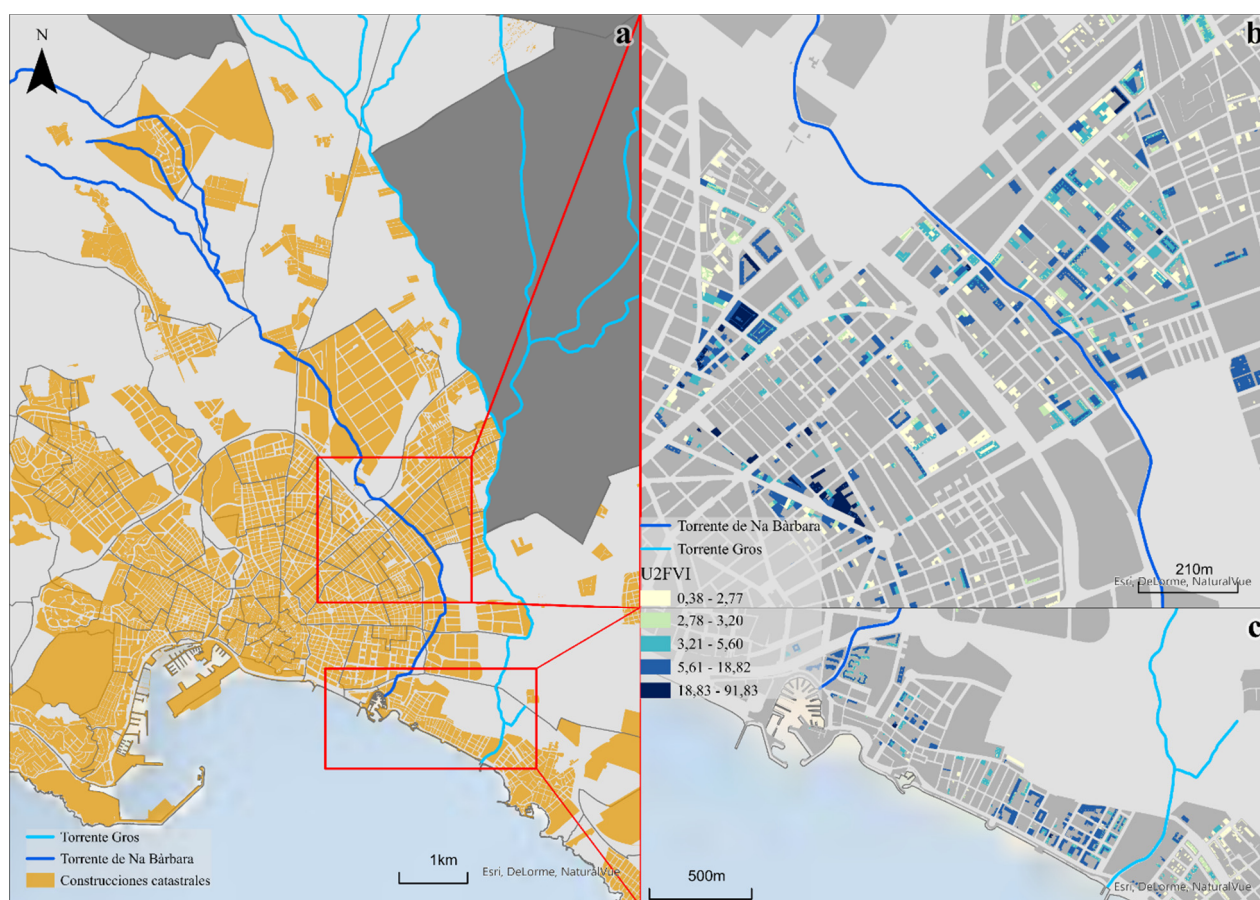 N
a
Torrente Gros
Torrente de Na Bàrbara
Construcciones catastrales
1km
Esri, DeLorme, NaturalVue
b
Torrente de Na Bàrbara
Torrente Gros
U2FVI
0,38 - 2,77
2,78 - 3,20
3,21 - 5,60
5,61 - 18,82
18,83 - 91,83
210m
Esri, DeLorme, NaturalVue
c
500m
Esri, DeLorme, NaturalVue